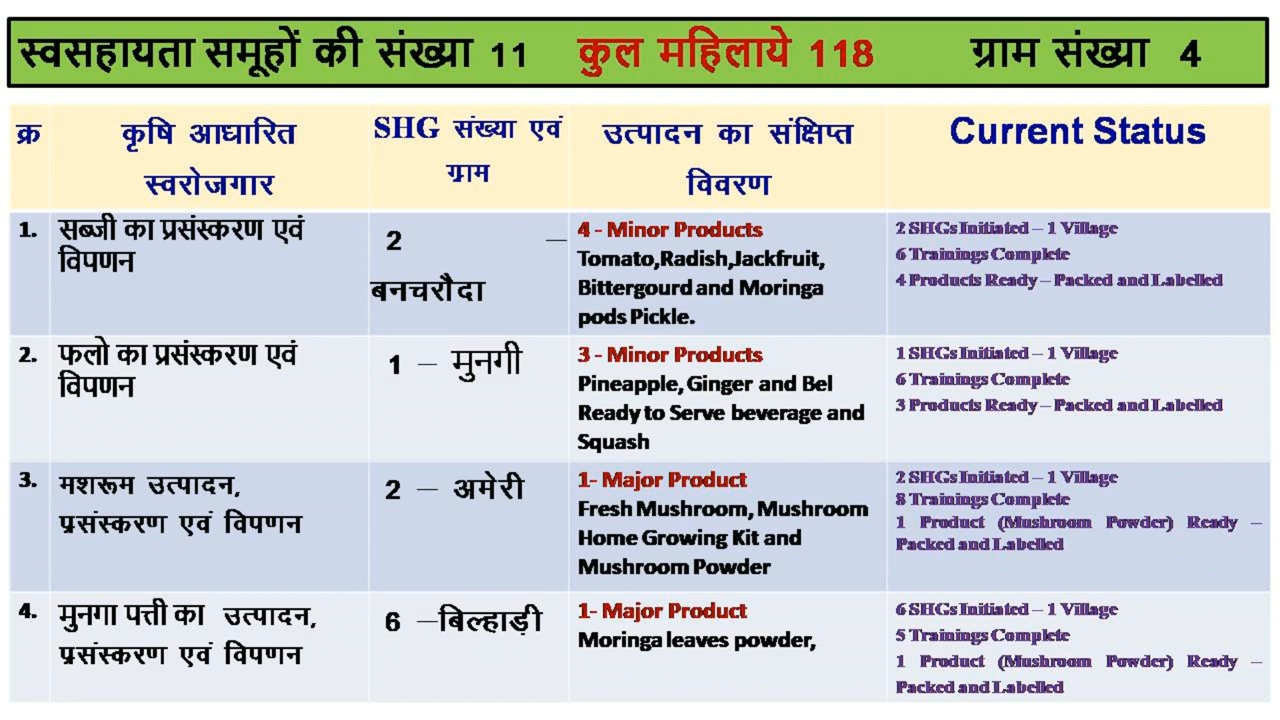 स्वसहायता समूहों की संख्या 11 कुल महिलाये 118 ग्राम संख्या 4
क्र
कृषि आधारित
स्वरोजगार
SHG संख्या एवं
ग्राम
उत्पादन का संक्षिप्त
विवरण
Current Status
1.
सब्जी का प्रसंस्करण एवं
विपणन
2 –
बनचरौदा
4 - Minor Products
Tomato,Radish,Jackfruit,
Bittergourd and Moringa
pods Pickle.
2 SHGs Initiated – 1 Village
6 Trainings Complete
4 Products Ready – Packed and Labelled
2.
फलो का प्रसंस्करण एवं
विपणन
1 – मुनगी
3 - Minor Products
Pineapple, Ginger and Bel
Ready to Serve beverage and
Squash
1 SHGs Initiated – 1 Village
6 Trainings Complete
3 Products Ready – Packed and Labelled
3.
मशरूम उत्पादन,
प्रसंस्करण एवं विपणन
2 – अमेरी
1- Major Product
Fresh Mushroom, Mushroom
Home Growing Kit and
Mushroom Powder
2 SHGs Initiated – 1 Village
8 Trainings Complete
1 Product (Mushroom Powder) Ready –
Packed and Labelled
4.
मुनगा पत्ती का उत्पादन,
प्रसंस्करण एवं विपणन
6 –बिल्हाड़ी
1- Major Product
Moringa leaves powder,
6 SHGs Initiated – 1 Village
5 Trainings Complete
1 Product (Mushroom Powder) Ready –
Packed and Labelled